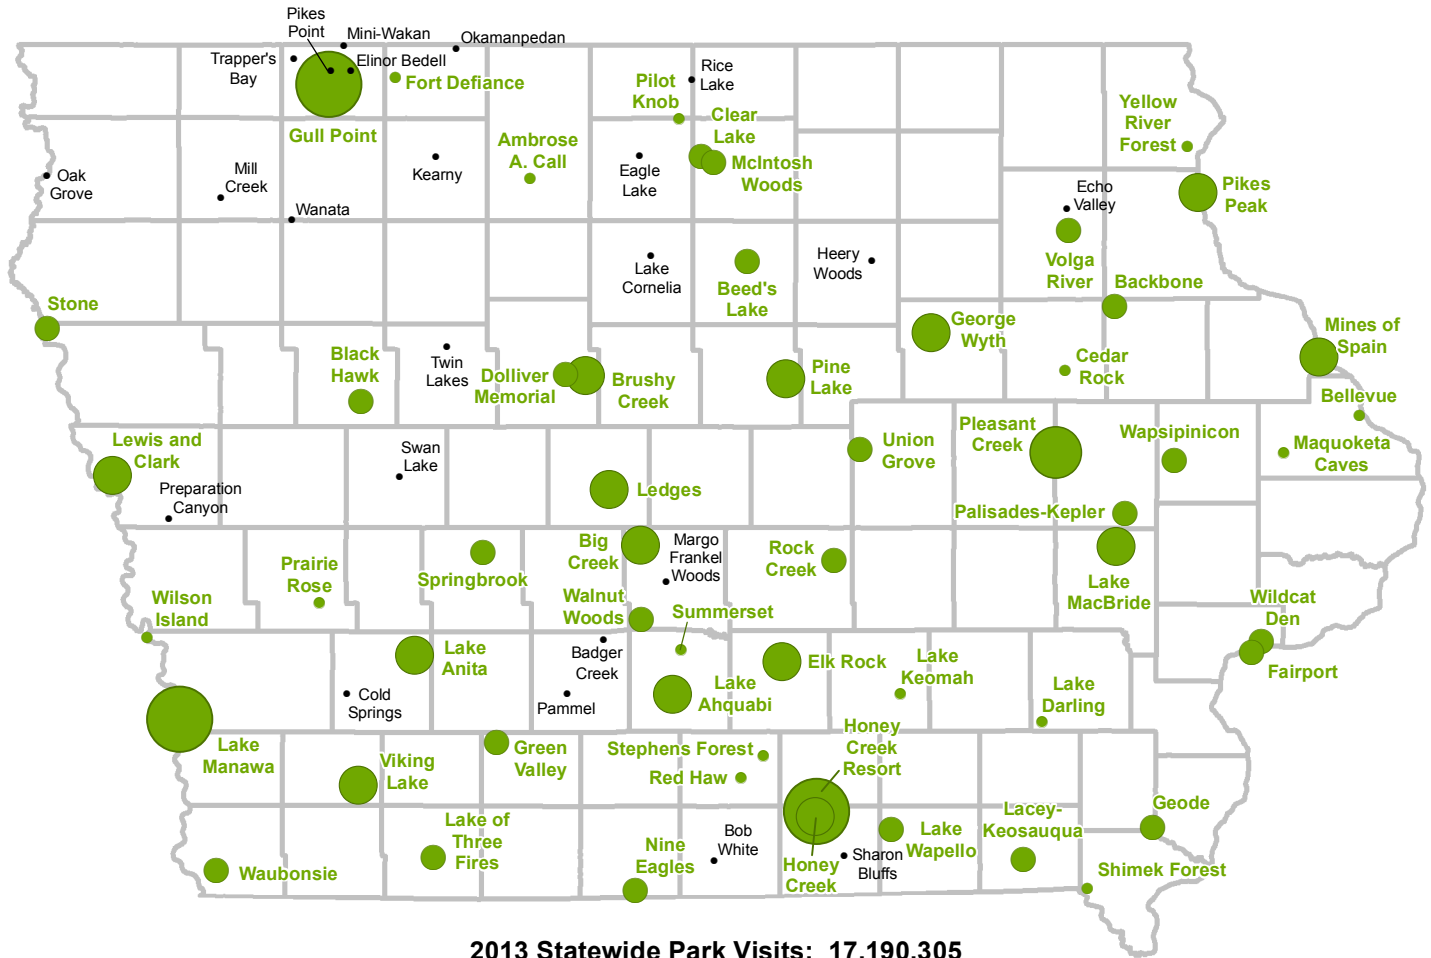 Pikes
Point
Mini-Wakan
Okamanpedan
Trapper's
Bay
Elinor Bedell
Fort Defiance
Gull Point
Rice
Lake
Pilot
Knob
Clear
Lake
McIntosh
Woods
Ambrose
A. Call
Eagle
Lake
Kearny
Mill
Creek
Oak
Grove
Wanata
Yellow
River
Forest
Pikes
Peak
Echo
Valley
Volga
River
Backbone
Heery
Woods
Lake
Cornelia
Beed's
Lake
Stone
George
Wyth
Mines of
Spain
Cedar
Rock
Bellevue
Black
Hawk
Twin
Lakes
Dolliver
Memorial
Brushy
Creek
Pine
Lake
Lewis and
Clark
Preparation
Canyon
Swan
Lake
Ledges
Union
Grove
Pleasant
Creek
Wapsipinicon
Maquoketa
Caves
Palisades-Kepler
Lake
MacBride
Big
Creek
Margo
Frankel
Woods
Rock
Creek
Springbrook
Prairie
Rose
Wilson
Island
Walnut
Woods
Summerset
Wildcat
Den
Fairport
Lake
Anita
Badger
Creek
Elk Rock
Lake
Keomah
Lake
Darling
Cold
Springs
Pammel
Lake
Ahquabi
Lake
Manawa
Viking
Lake
Green
Valley
Stephens Forest
Red Haw
Honey
Creek
Resort
Lacey-
Keosauqua
Geode
Lake of
Three
Fires
Waubonsie
Nine
Eagles
Bob
White
Honey
Creek
Sharon
Bluffs
Lake
Wapello
Shimek Forest
2013 Statewide Park Visits: 17,190,305